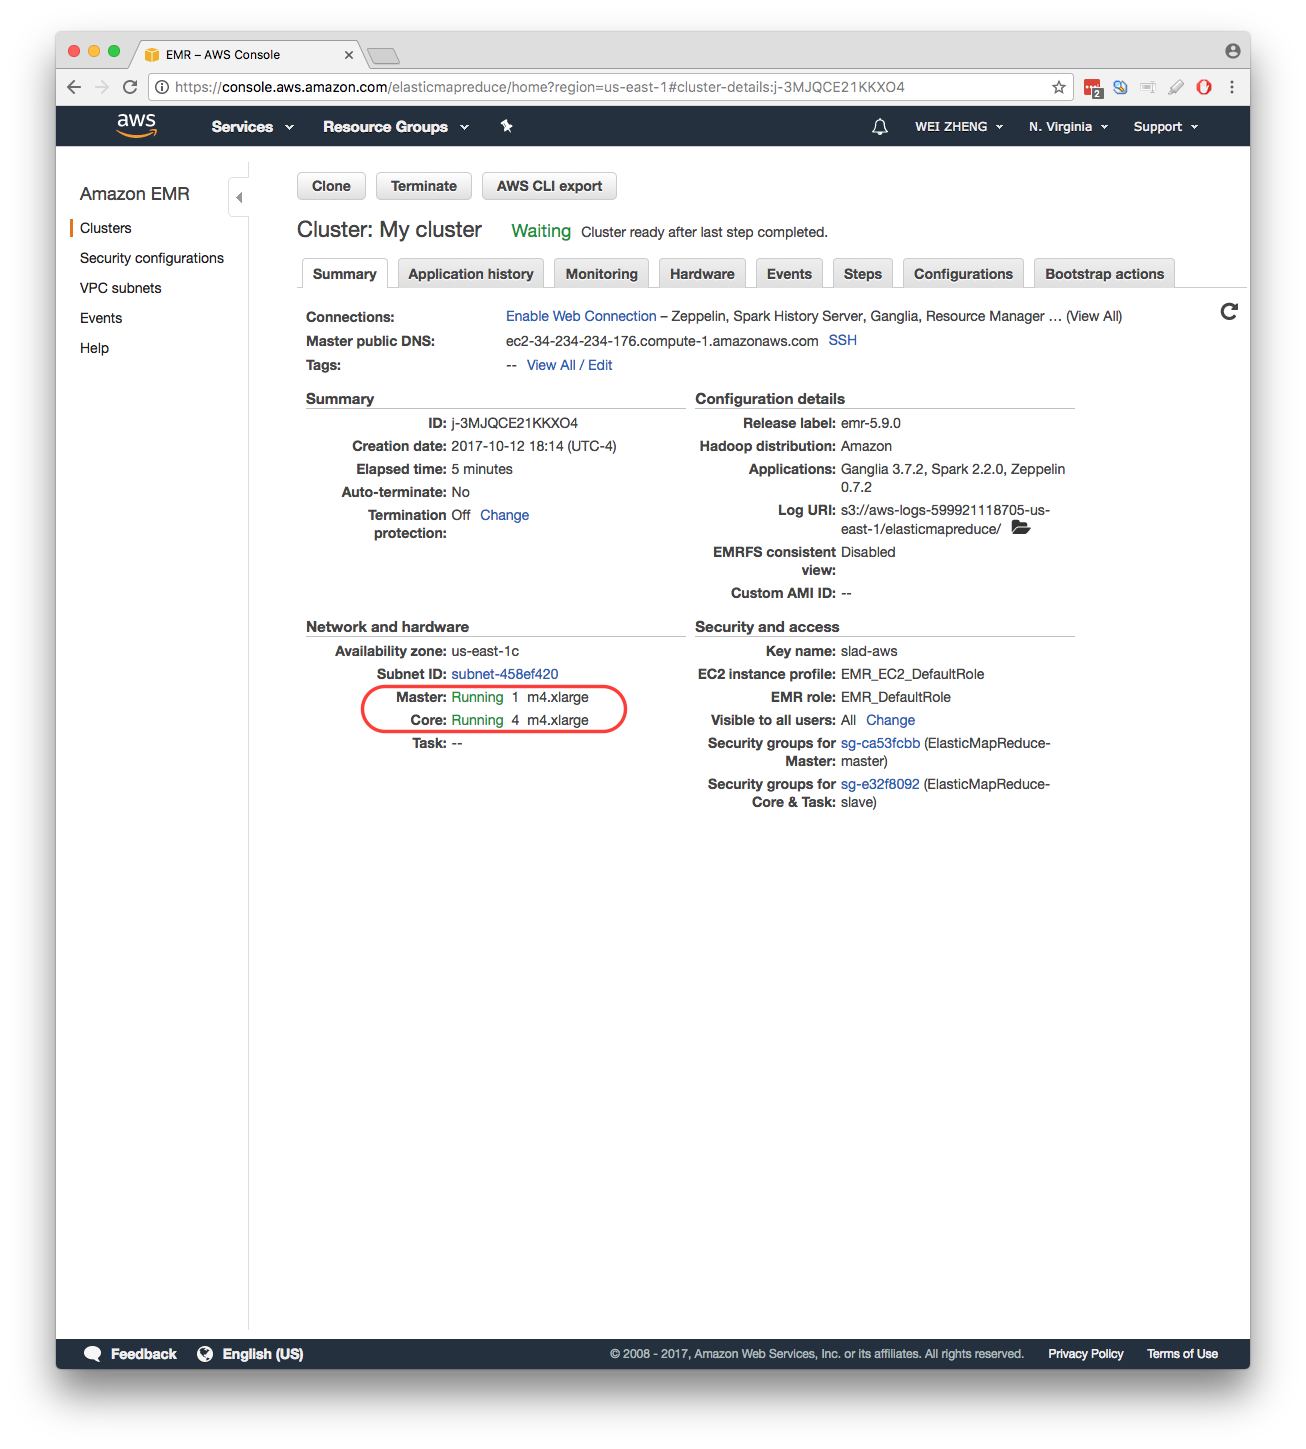 EMR – AWS Console
https://console.aws.amazon.com/elasticmapreduce/home?region=us-east-1#cluster-details:j-3MJQCE21KKXO4
2
aws Services Resource Groups WEI ZHENG N. Virginia Support
Amazon EMR
Clusters
Security configurations
VPC subnets
Events
Help
Clone Terminate AWS CLI export
Cluster: My cluster Waiting Cluster ready after last step completed.
Summary Application history Monitoring Hardware Events Steps Configurations Bootstrap actions
Connections: Enable Web Connection – Zeppelin, Spark History Server, Ganglia, Resource Manager ... (View All)
Master public DNS: ec2-34-234-234-176.compute-1.amazonaws.com SSH
Tags: -- View All / Edit
Summary
ID: j-3MJQCE21KKXO4
Creation date: 2017-10-12 18:14 (UTC-4)
Elapsed time: 5 minutes
Auto-terminate: No
Termination Off Change
protection:
Configuration details
Release label: emr-5.9.0
Hadoop distribution: Amazon
Applications: Ganglia 3.7.2, Spark 2.2.0, Zeppelin
0.7.2
Log URI: s3://aws-logs-599921118705-us-
east-1/elasticmapreduce/
EMRFS consistent Disabled
view:
Custom AMI ID: --
Network and hardware
Availability zone: us-east-1c
Subnet ID: subnet-458ef420
Master: Running 1 m4.xlarge
Core: Running 4 m4.xlarge
Task: --
Security and access
Key name: slad-aws
EC2 instance profile: EMR_EC2_DefaultRole
EMR role: EMR_DefaultRole
Visible to all users: All Change
Security groups for sg-ca53fcbb (ElasticMapReduce-
Master: master)
Security groups for sg-e32f8092 (ElasticMapReduce-
Core & Task: slave)
Feedback English (US) © 2008 - 2017, Amazon Web Services, Inc. or its affiliates. All rights reserved. Privacy Policy Terms of Use